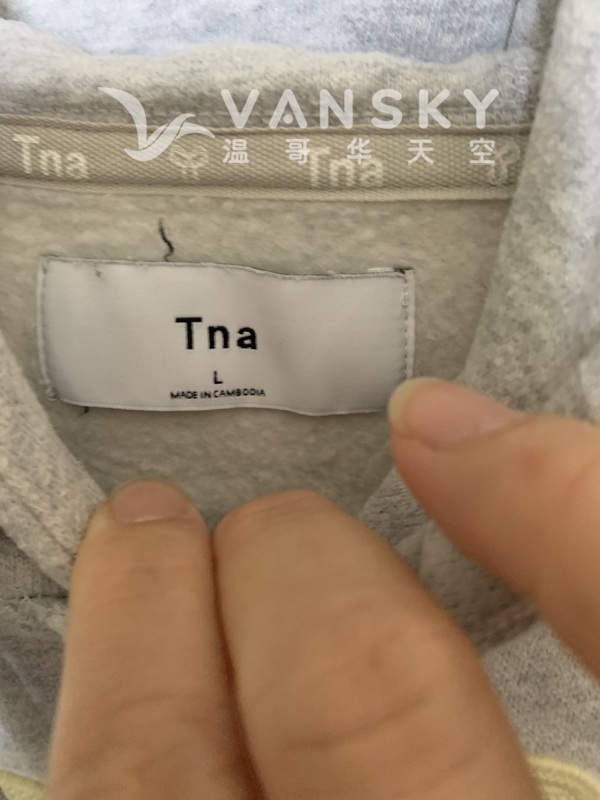 VANSKY
温哥华天空
Tna Tna
Tna
L
MADE IN CAMBODIA